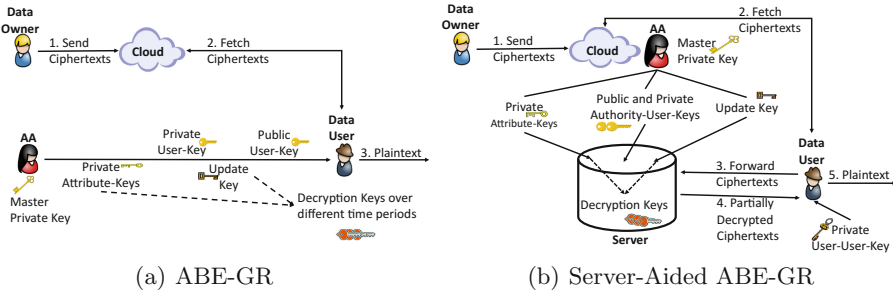 Data
Owner
1. Send
Ciphertexts
Cloud
2. Fetch
Ciphertexts
AA
Master
Private Key
Private
User-Key
Public
User-Key
Private
Attribute-Keys
Update
Key
Data
User
3. Plaintext
Decryption Keys over
different time periods
(a) ABE-GR
Data
Owner
1. Send
Ciphertexts
Cloud
AA
Master
Private Key
2. Fetch
Ciphertexts
Private
Attribute-Keys
Public and Private
Authority-User-Keys
Update Key
Decryption Keys
Server
3. Forward
Ciphertexts
4. Partially
Decrypted
Ciphertexts
Data
User
5. Plaintext
Private
User-User-Key
(b) Server-Aided ABE-GR